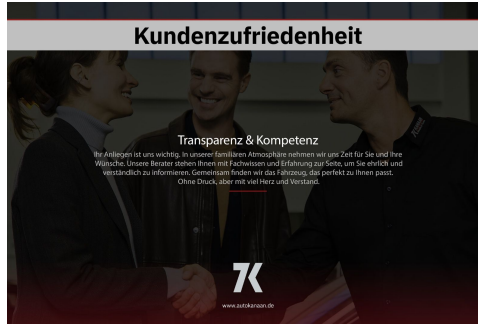 Kundenzufriedenheit
Transparenz & Kompetenz
Ihr Anliegen ist uns wichtig. In unserer familiären Atmosphäre nehmen wir uns Zeit für Sie und Ihre
Wünsche. Unsere Berater stehen Ihnen mit Fachwissen und Erfahrung zur Seite, um Sie ehrlich und
verständlich zu informieren. Gemeinsam finden wir das Fahrzeug, das perfekt zu Ihnen passt.
Ohne Druck, aber mit viel Herz und Verstand.
7K
www.autokanaan.de